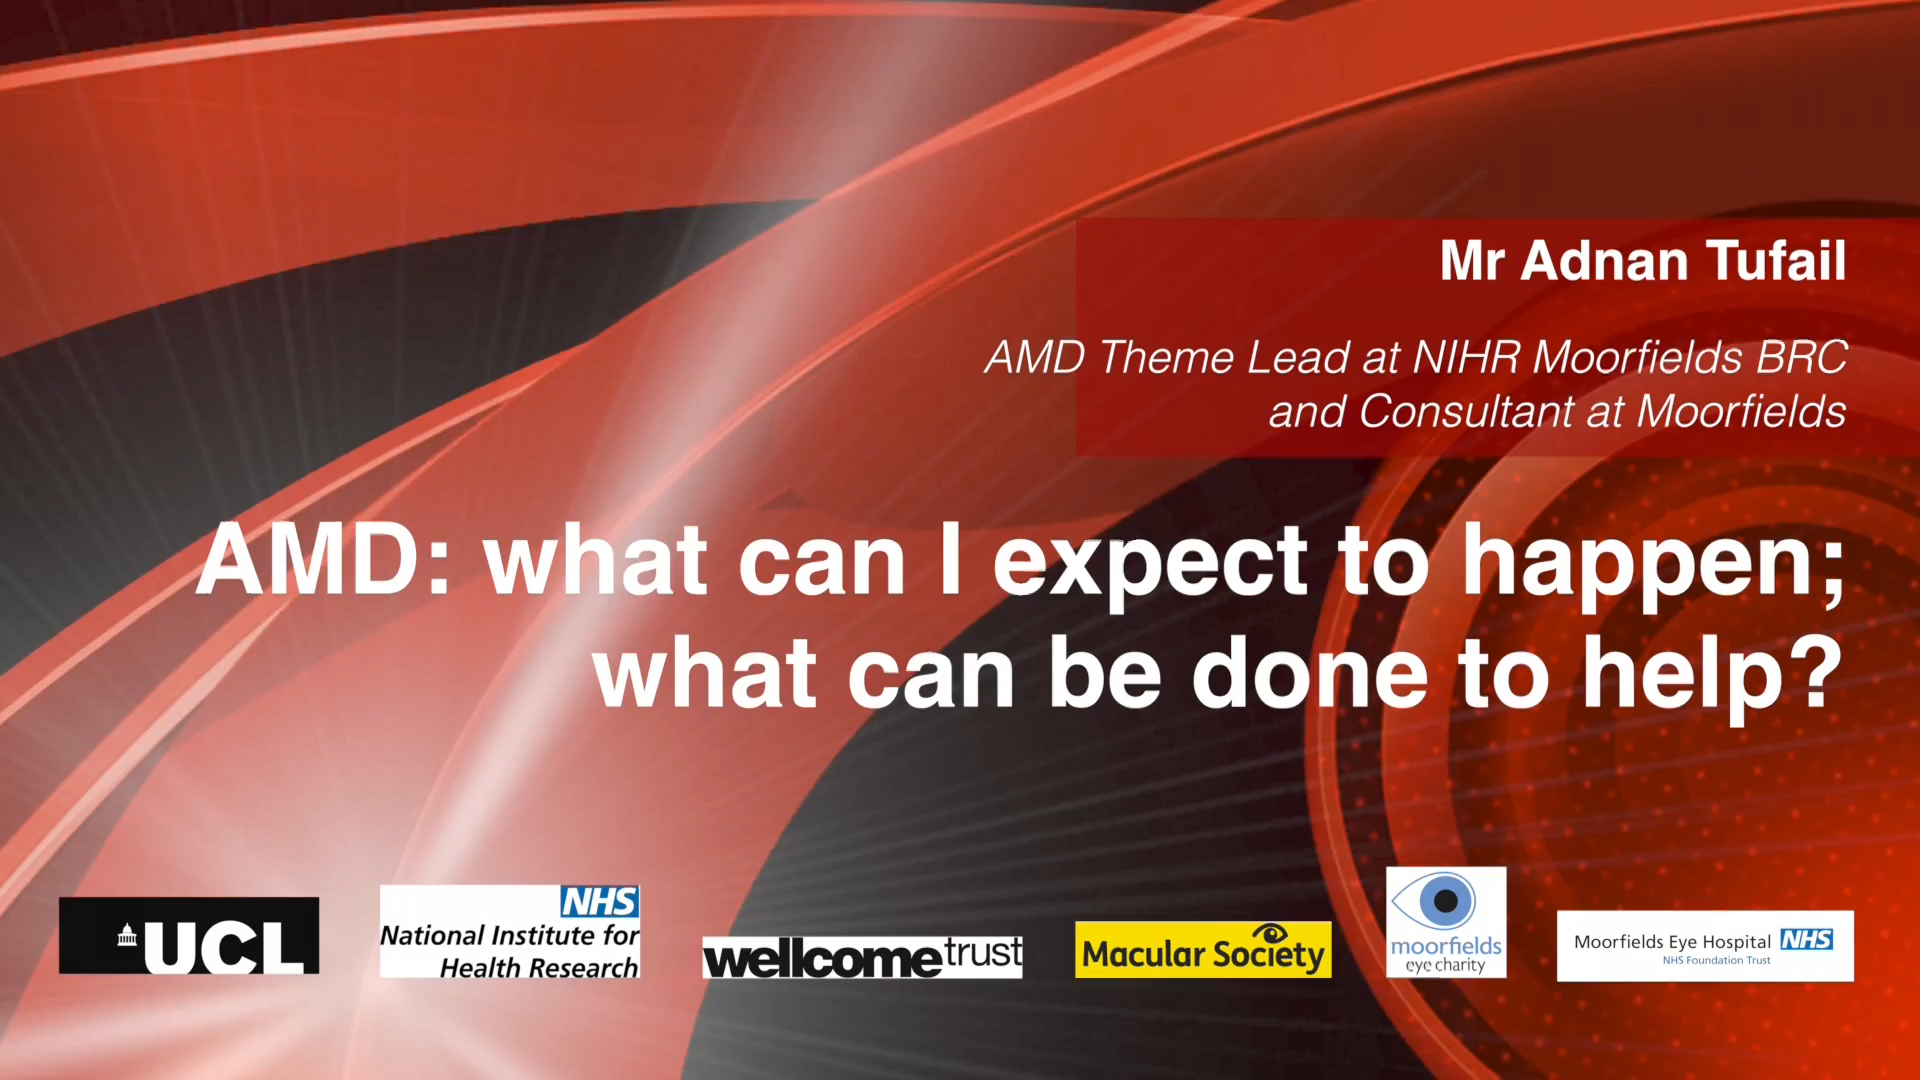 Mr Adnan Tufail
AMD Theme Lead at NIHR Moorfields BRC
and Consultant at Moorfields
AMD: what can I expect to happen;
what can be done to help?
UCL
NHS
National Institute for
Health Research
wellcometrust
Macular Society
moorfields
eye charity
Moorfields Eye Hospital NHS
NHS Foundation Trust